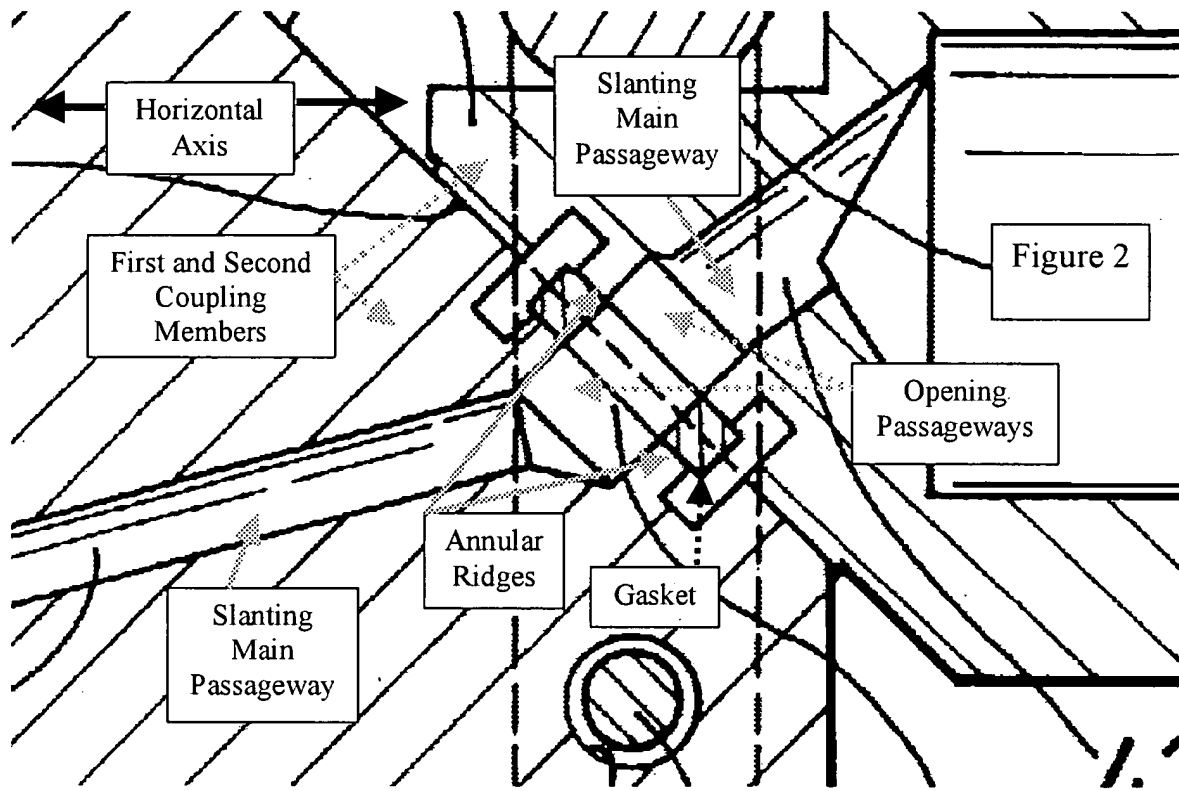 Horizontal
Axis
Slanting
Main
Passageway
First and Second
Coupling
Members
Figure 2
Opening
Passageways
Annular
Ridges
Gasket
Slanting
Main
Passageway